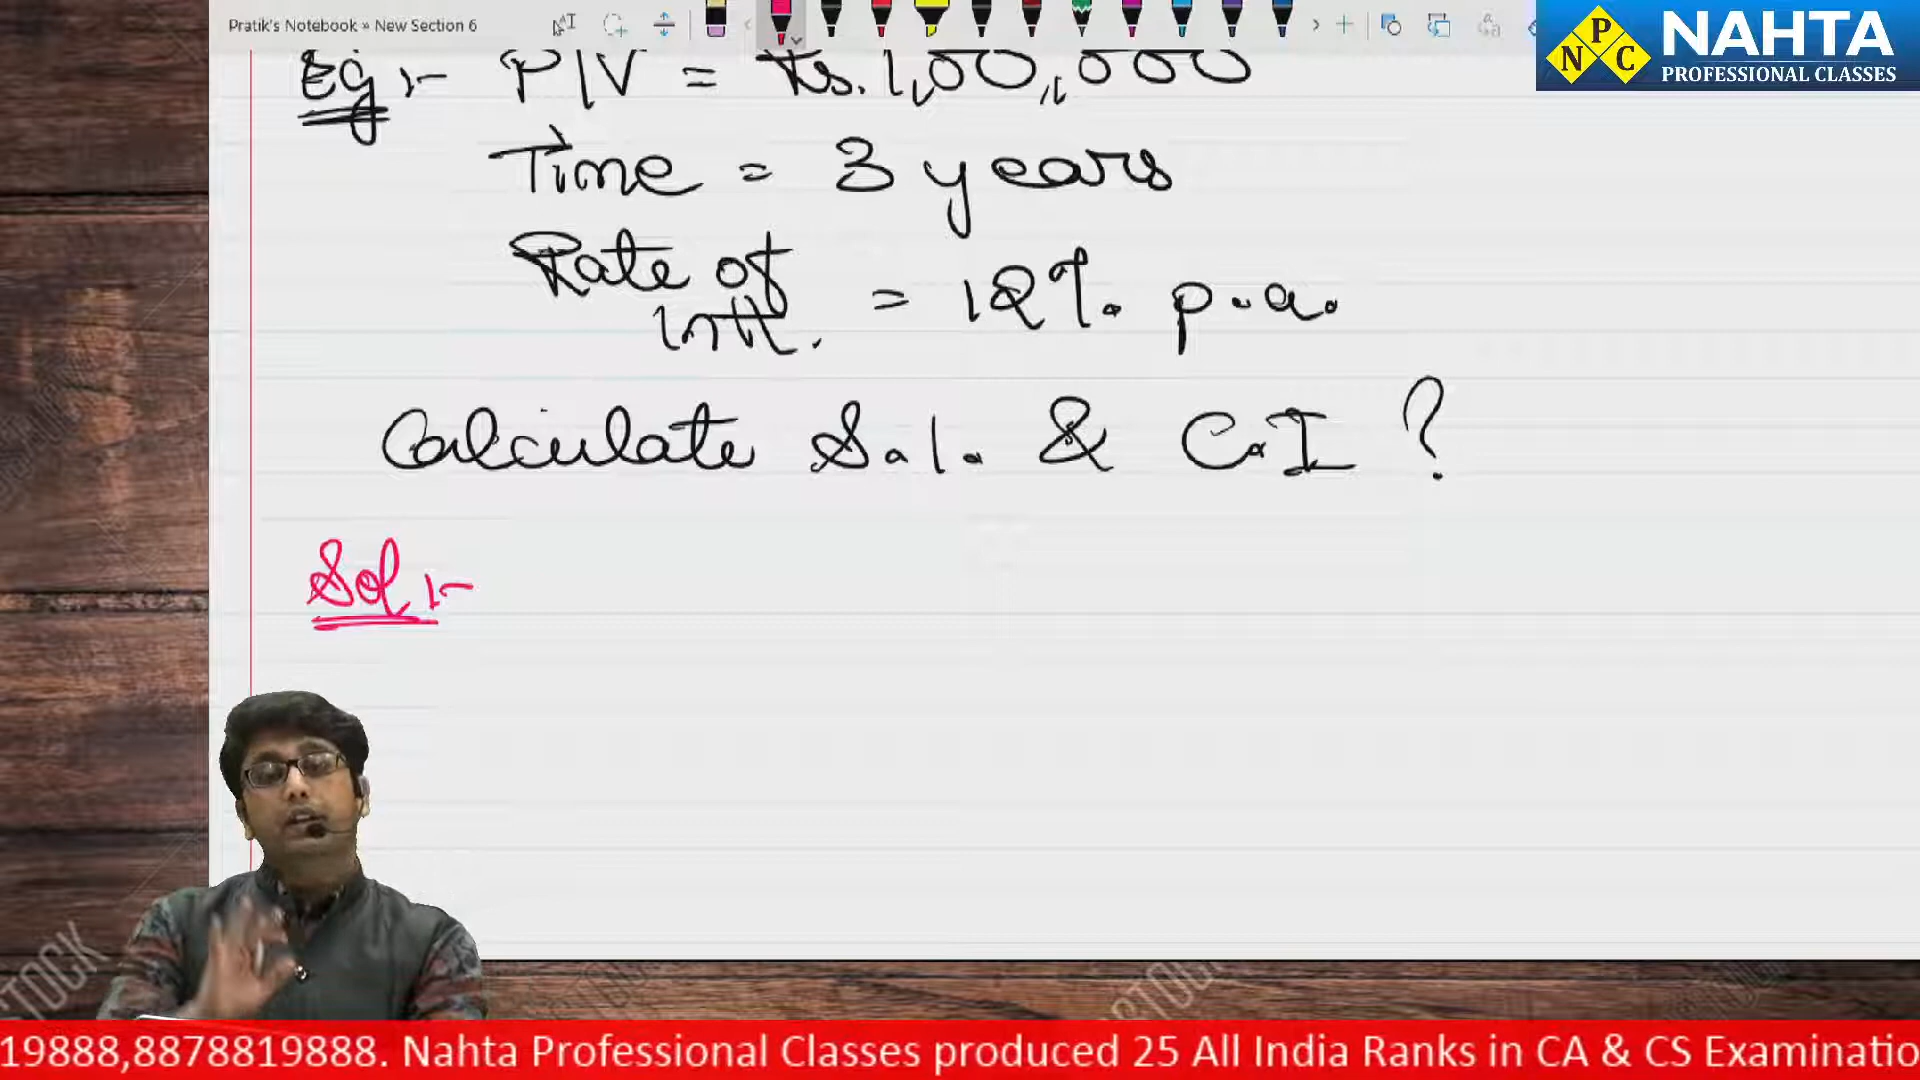 Pratik's Notebook » New Section 6
NPC
NAHTA
PROFESSIONAL CLASSES
Eg :- P/V = Rs. 1,00,000
Time = 3 years
Rate of
Intt. = 12% p.a.
Calculate S.I. & C.I ?
Sol :-
19888,8878819888. Nahta Professional Classes produced 25 All India Ranks in CA & CS Examinatio